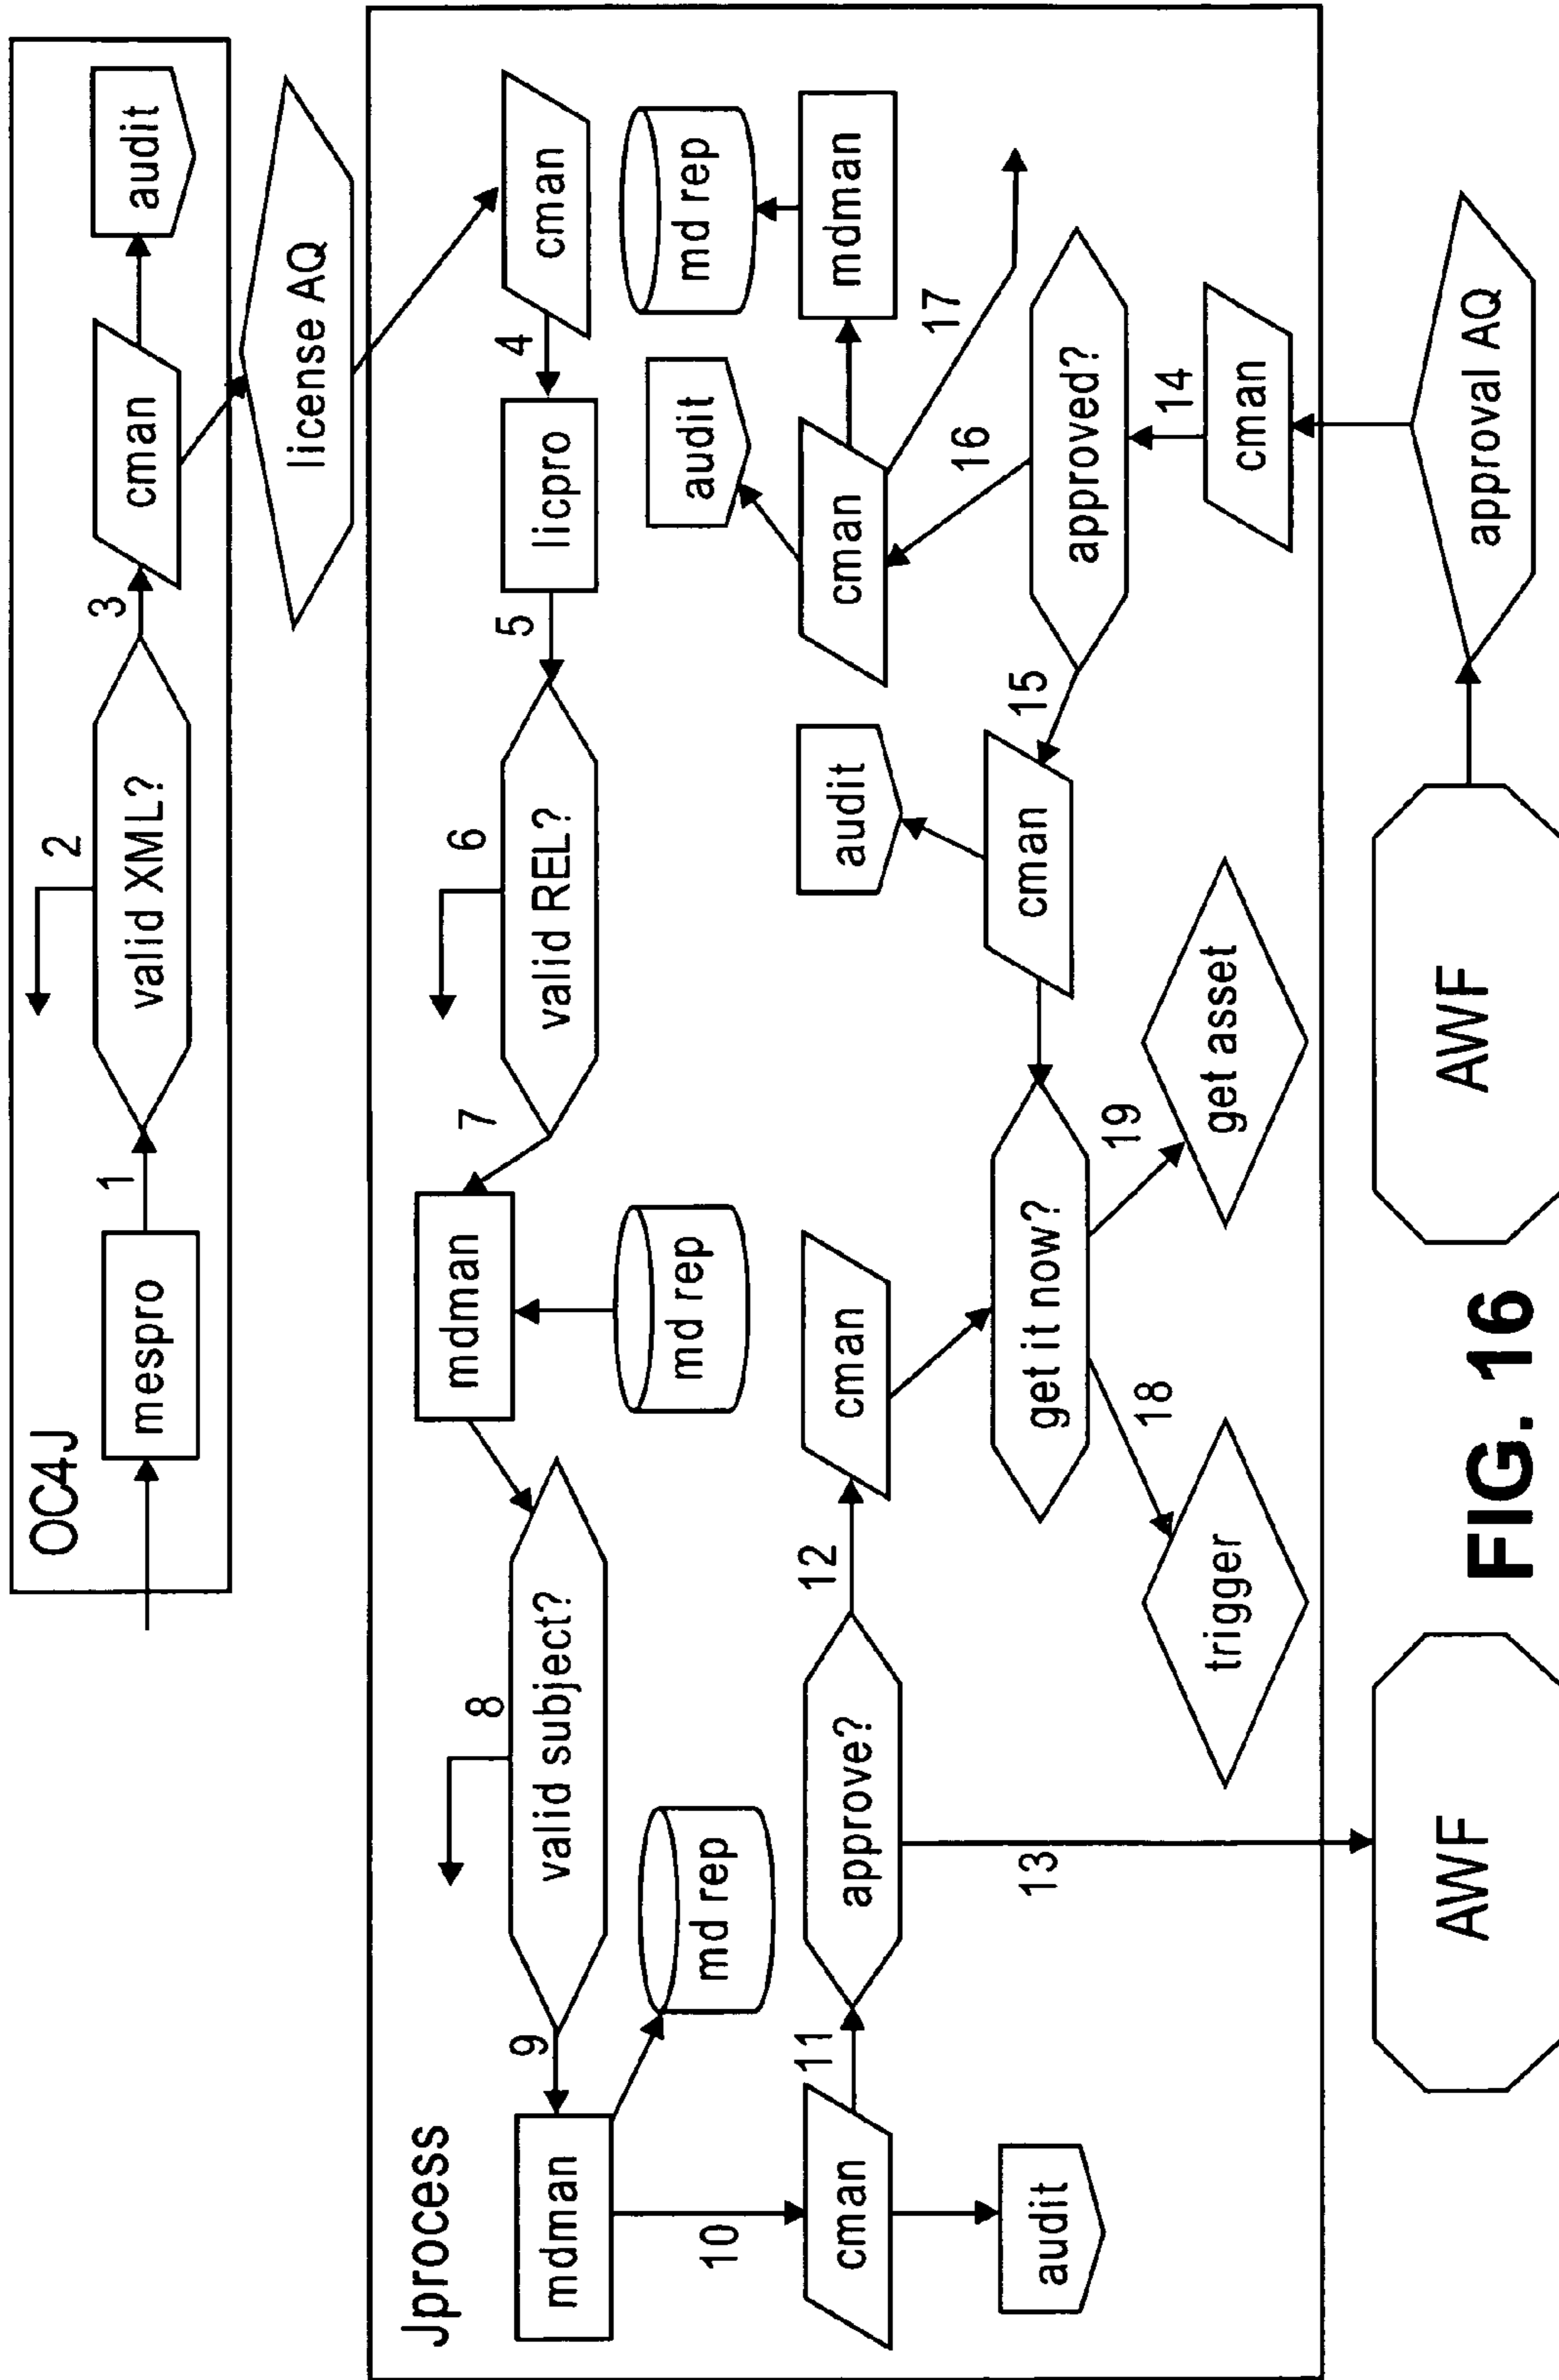 OC4J
mespro
1
valid XML?
2
3
cman
audit
license AQ
Jprocess
cman
4
licpro
5
valid REL?
6
7
mdman
md rep
valid subject?
8
9
mdman
md rep
10
cman
audit
11
approve?
12
13
cman
get it now?
18
trigger
19
get asset
cman
audit
15
approved?
14
cman
16
cman
audit
mdman
md rep
17
AWF
AWF
approval AQ
FIG. 16